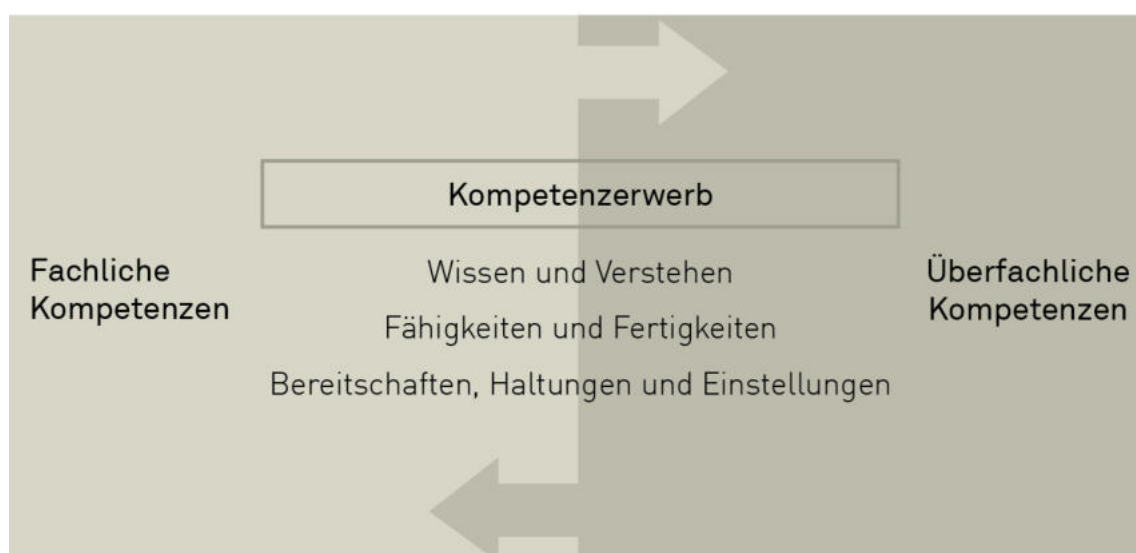 Kompetenzerwerb
Fachliche
Kompetenzen
Wissen und Verstehen
Fähigkeiten und Fertigkeiten
Bereitschaften, Haltungen und Einstellungen
Überfachliche
Kompetenzen